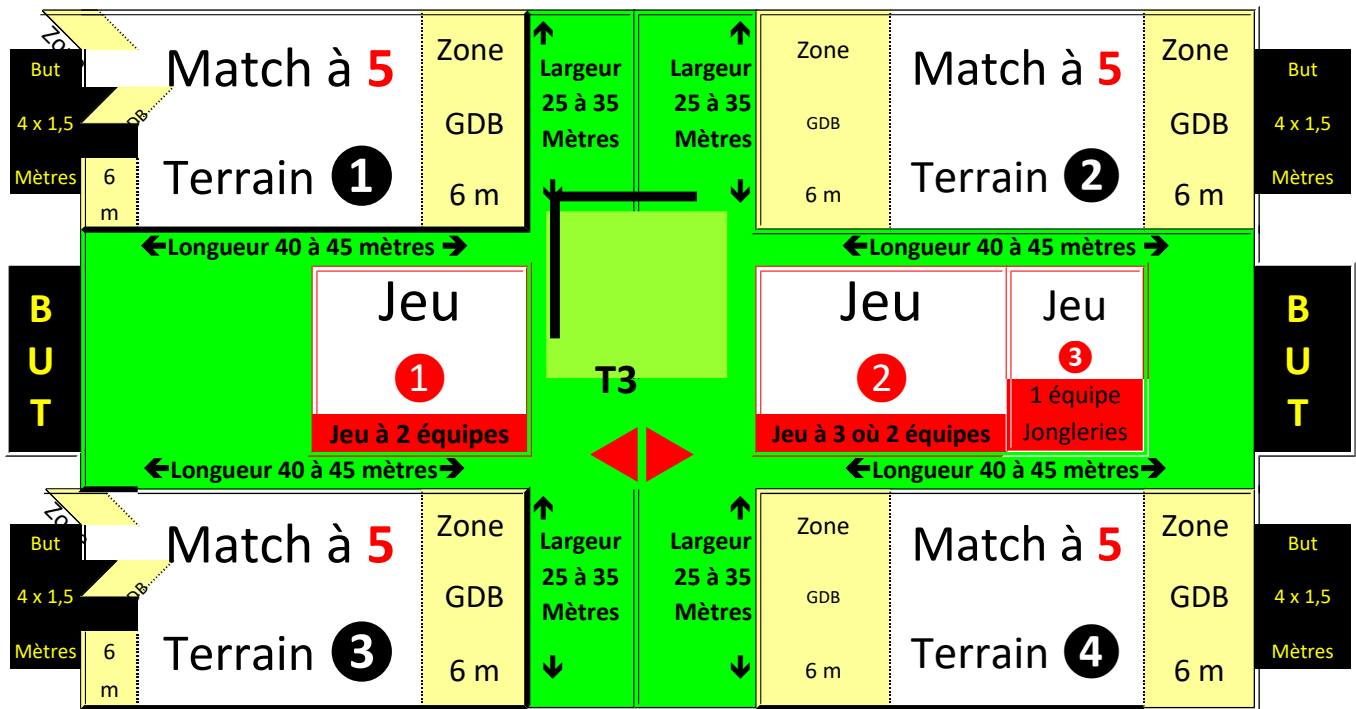 Match à 5
Terrain 1
Zone
GDB
6 m
But
4 x 1,5
Mètres
6
m
Largeur
25 à 35
Mètres
Largeur
25 à 35
Mètres
Zone
GDB
6 m
Match à 5
Terrain 2
Zone
GDB
6 m
But
4 x 1,5
Mètres
Longueur 40 à 45 mètres
Longueur 40 à 45 mètres
B
U
T
Jeu
1
Jeu à 2 équipes
T3
Jeu
2
Jeu à 3 où 2 équipes
Jeu
3
1 équipe
Jongleries
B
U
T
Longueur 40 à 45 mètres
Longueur 40 à 45 mètres
But
4 x 1,5
Mètres
6
m
Match à 5
Terrain 3
Zone
GDB
6 m
Largeur
25 à 35
Mètres
Largeur
25 à 35
Mètres
Zone
GDB
6 m
Match à 5
Terrain 4
Zone
GDB
6 m
But
4 x 1,5
Mètres